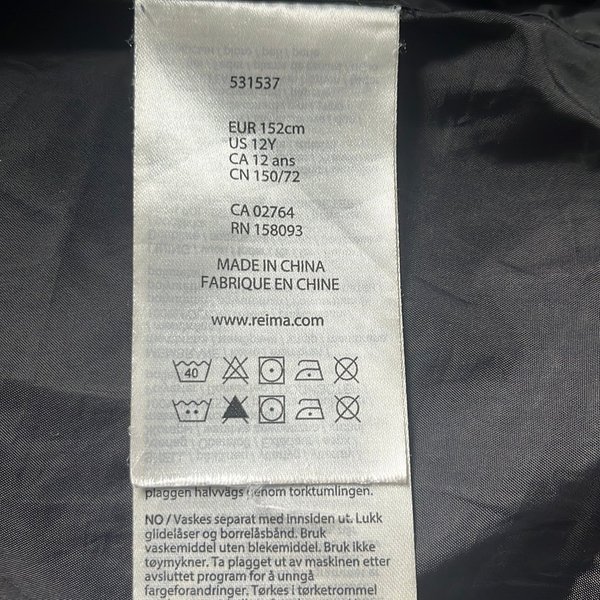 531537
EUR 152cm
US 12Y
CA 12 ans
CN 150/72
CA 02764
RN 158093
MADE IN CHINA
FABRIQUE EN CHINE
www.reima.com
40
plaggen halvvägs genom torktumlingen.
NO / Vaskes separat med innsiden ut. Lukk
glidelåser og borrelåsbånd. Bruk
vaskemiddel uten blekemiddel. Bruk ikke
tøymykner. Ta plagget ut av maskinen etter
avsluttet program for å unngå
fargeforandringer. Tørkes i tørketrommel